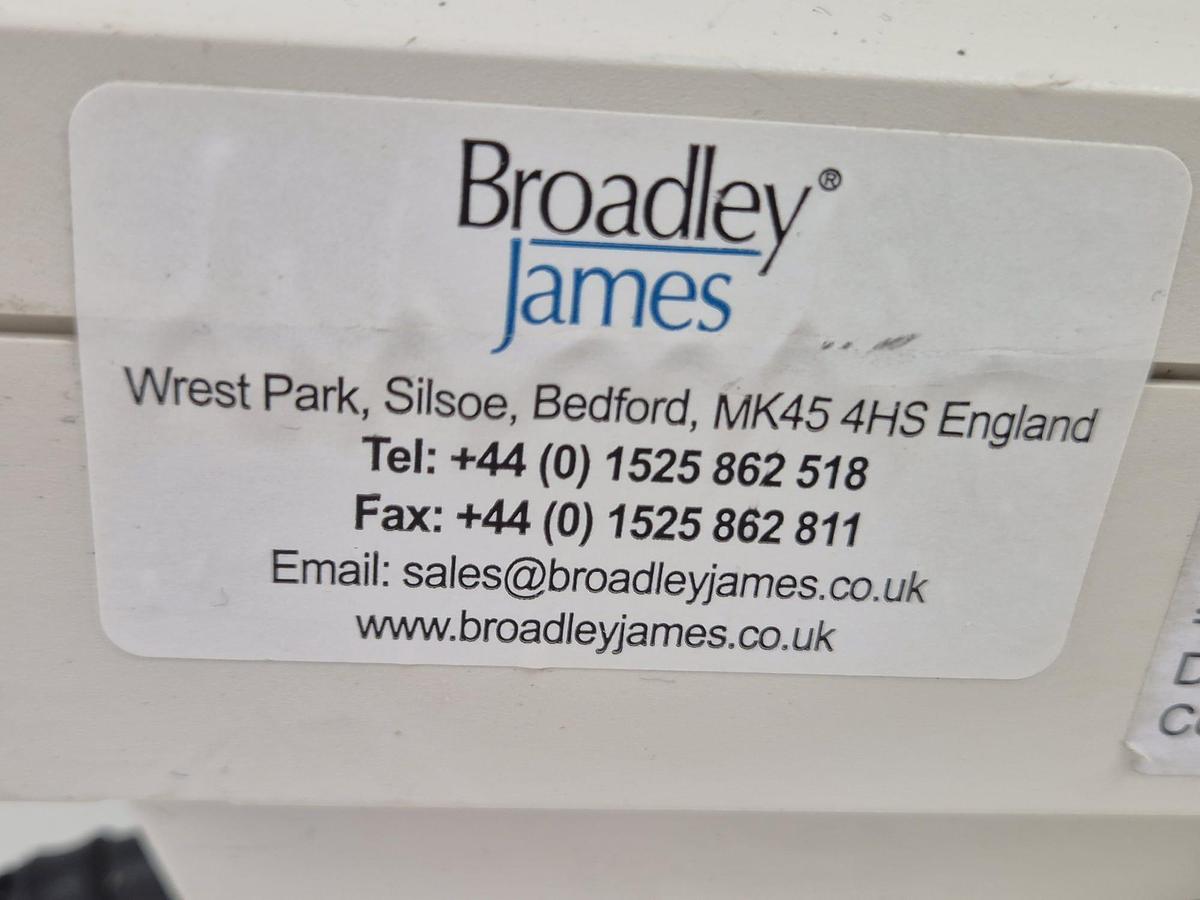 Broadley®
James
Wrest Park, Silsoe, Bedford, MK45 4HS England
Tel: +44 (0) 1525 862 518
Fax: +44 (0) 1525 862 811
Email: sales@broadleyjames.co.uk
www.broadleyjames.co.uk